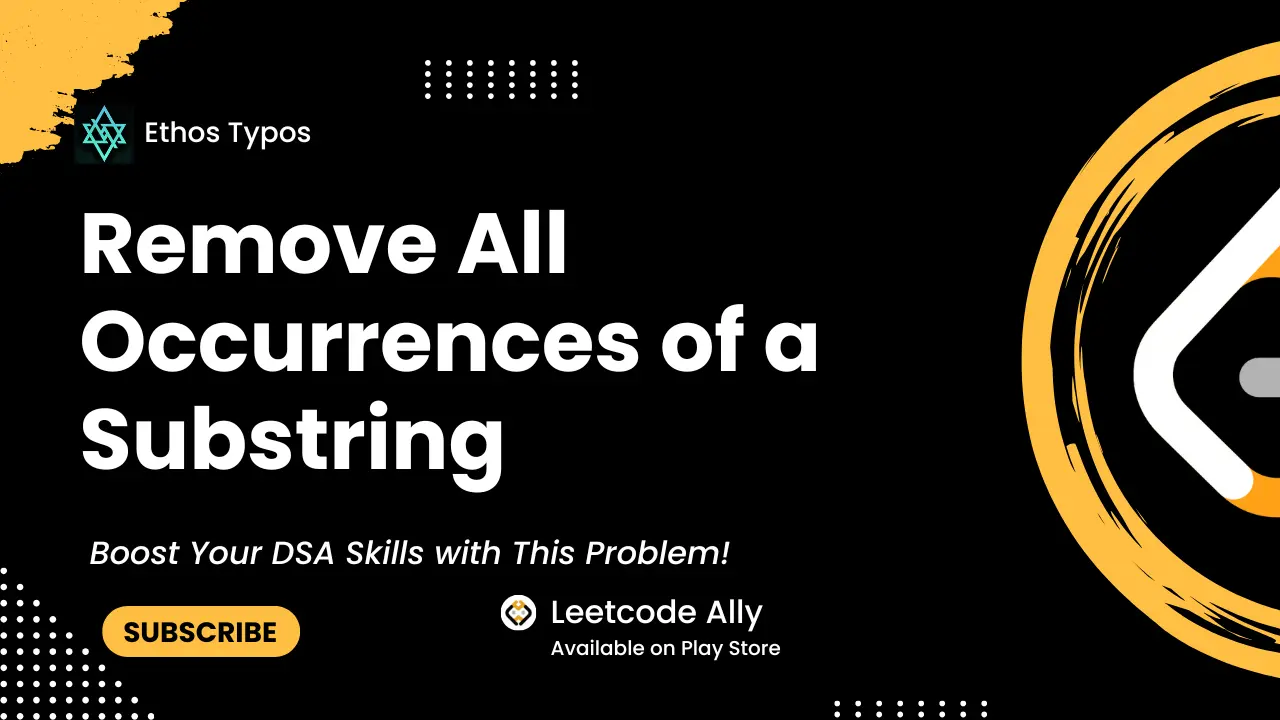 Ethos Typos
Remove All
Occurrences of a
Substring
Boost Your DSA Skills with This Problem!
SUBSCRIBE
Leetcode Ally
Available on Play Store